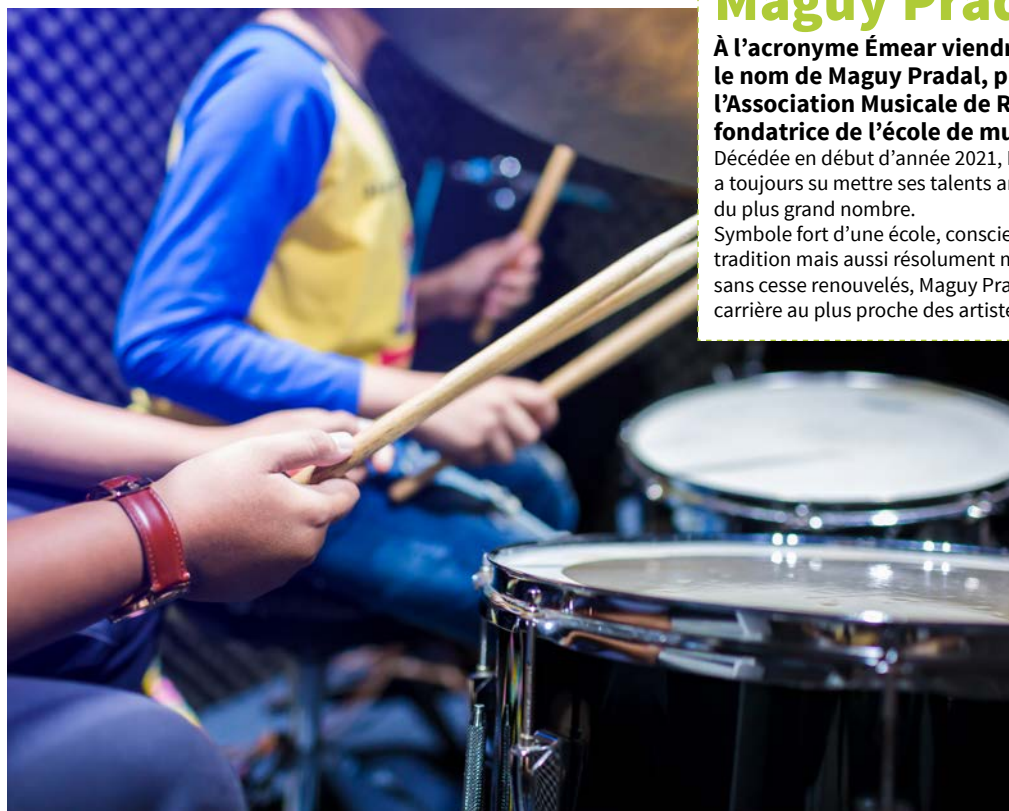 Maguy Prad
À l'acronyme Émear viendr
le nom de Maguy Pradal, p
l'Association Musicale de R
fondatrice de l'école de mu
Décédée en début d'année 2021,
a toujours su mettre ses talents a
du plus grand nombre.
Symbole fort d'une école, conscie
tradition mais aussi résolument
sans cesse renouvelés, Maguy Pra
carrière au plus proche des artiste